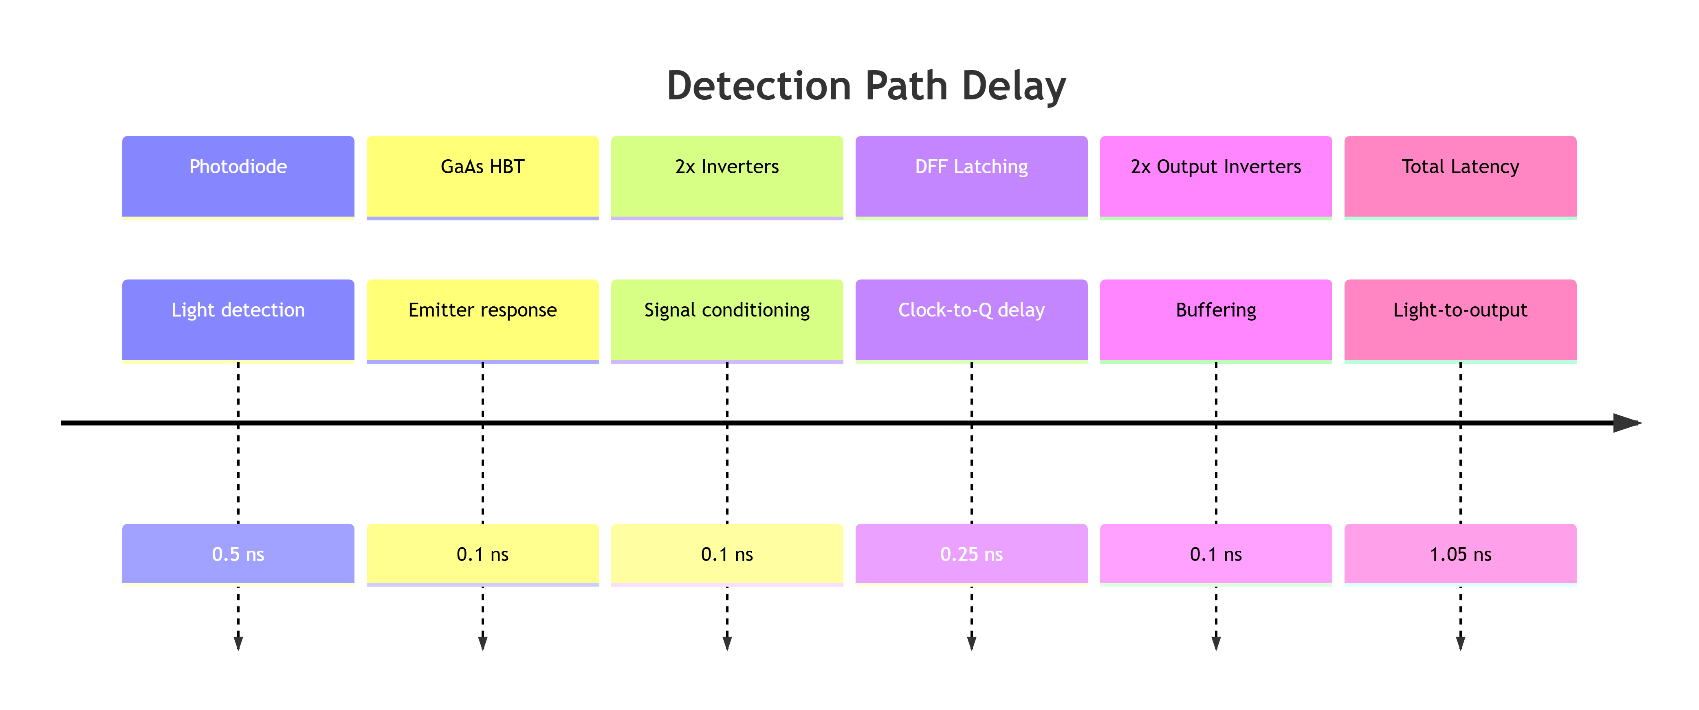 Detection Path Delay
Photodiode
GaAs HBT
2x Inverters
DFF Latching
2x Output Inverters
Total Latency
Light detection
Emitter response
Signal conditioning
Clock-to-Q delay
Buffering
Light-to-output
0.5 ns
0.1 ns
0.1 ns
0.25 ns
0.1 ns
1.05 ns